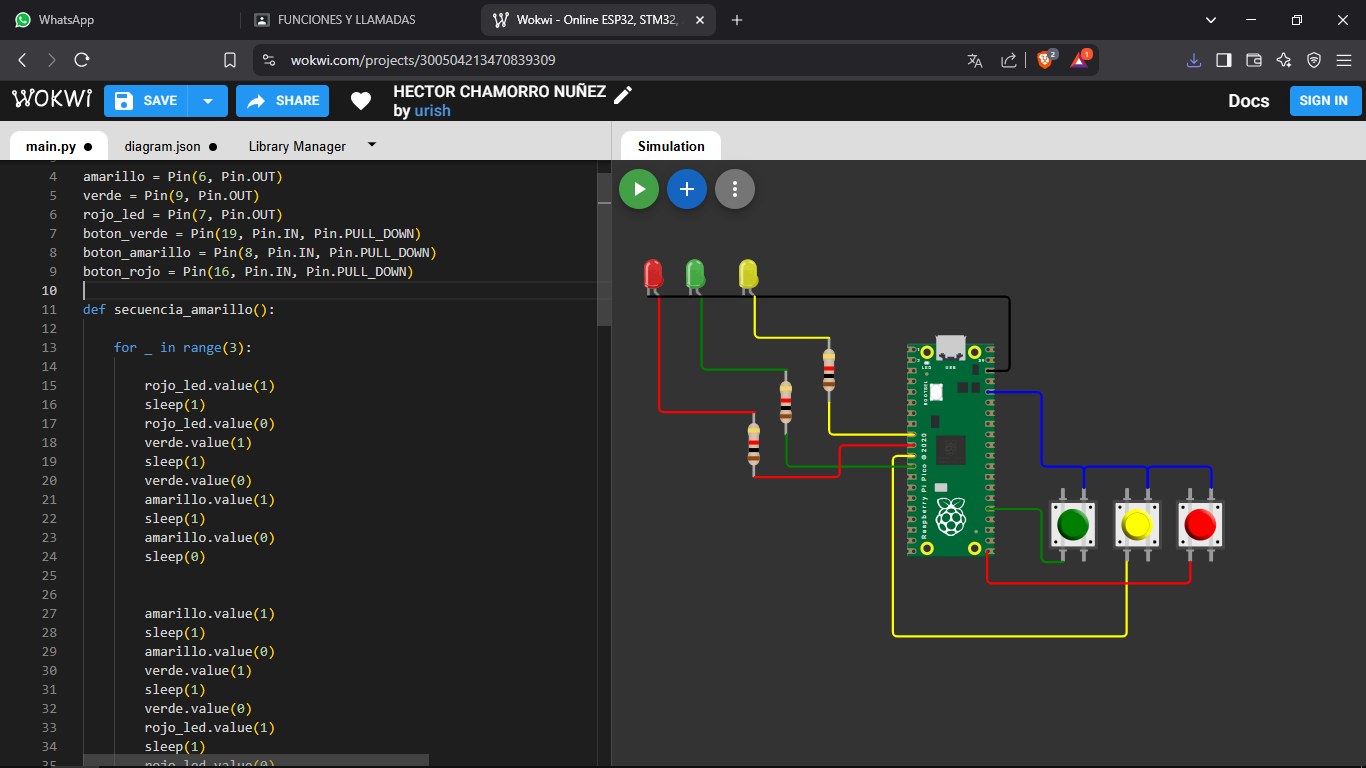 WhatsApp
FUNCIONES Y LLAMADAS
Wokwi - Online ESP32, STM32,
wokwi.com/projects/300504213470839309
2
1
WOKWI
SAVE
SHARE
HECTOR CHAMORRO NUÑEZ
by urish
Docs
SIGN IN
main.py
diagram.json
Library Manager
Simulation
4 amarillo = Pin(6, Pin.OUT)
5 verde = Pin(9, Pin.OUT)
6 rojo_led = Pin(7, Pin.OUT)
7 boton_verde = Pin(19, Pin.IN, Pin.PULL_DOWN)
8 boton_amarillo = Pin(8, Pin.IN, Pin.PULL_DOWN)
9 boton_rojo = Pin(16, Pin.IN, Pin.PULL_DOWN)
10
11 def secuencia_amarillo():
12
13 for _ in range(3):
14
15 rojo_led.value(1)
16 sleep(1)
17 rojo_led.value(0)
18 verde.value(1)
19 sleep(1)
20 verde.value(0)
21 amarillo.value(1)
22 sleep(1)
23 amarillo.value(0)
24 sleep(0)
25
26
27 amarillo.value(1)
28 sleep(1)
29 amarillo.value(0)
30 verde.value(1)
31 sleep(1)
32 verde.value(0)
33 rojo_led.value(1)
34 sleep(1)
35 rojo_led.value(0)
LED
USB
BOOTSEL
Raspberry Pi Pico © 2020